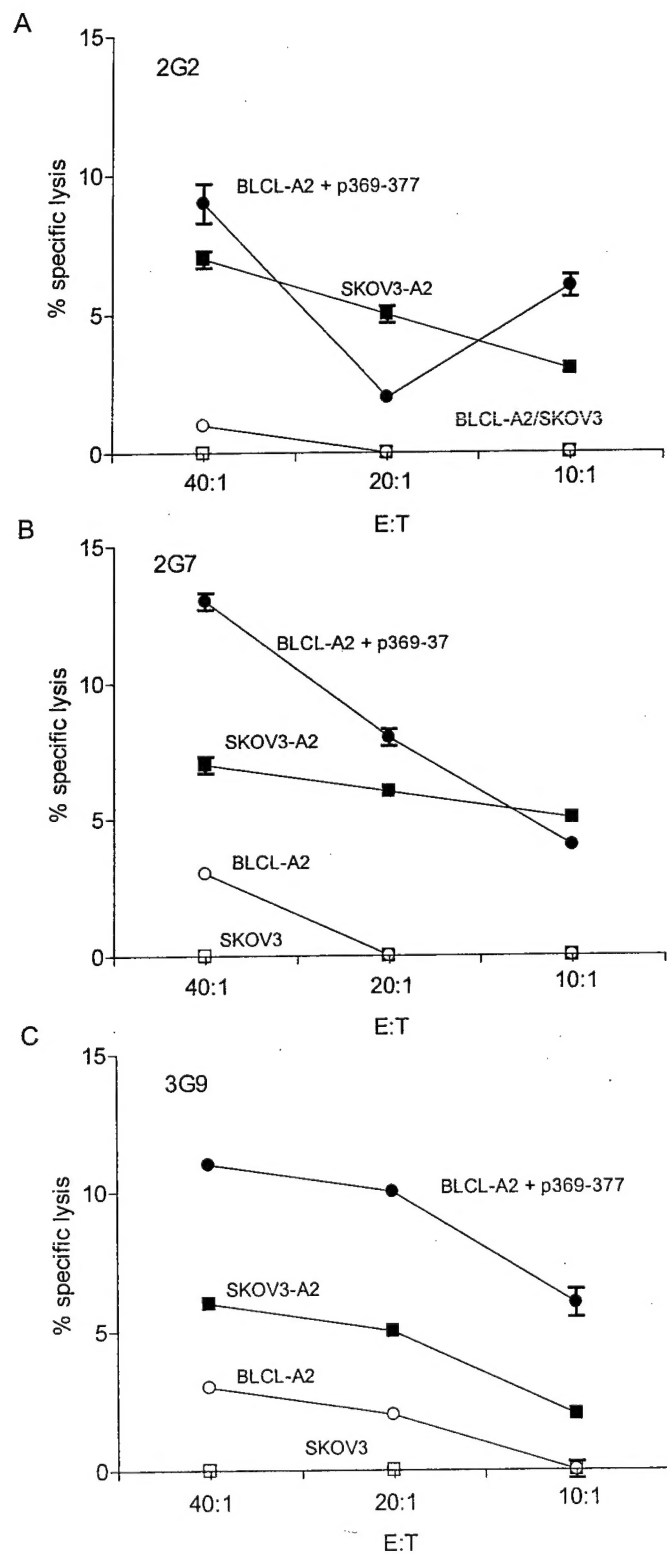 A
15
2G2
BLCL-A2 + p369-377
10
% specific lysis
SKOV3-A2
5
BLCL-A2/SKOV3
0
40:1
20:1
10:1
E:T
B
15
2G7
BLCL-A2 + p369-37
10
% specific lysis
SKOV3-A2
5
BLCL-A2
SKOV3
0
40:1
20:1
10:1
E:T
C
15
3G9
BLCL-A2 + p369-377
10
% specific lysis
SKOV3-A2
5
BLCL-A2
SKOV3
0
40:1
20:1
10:1
E:T